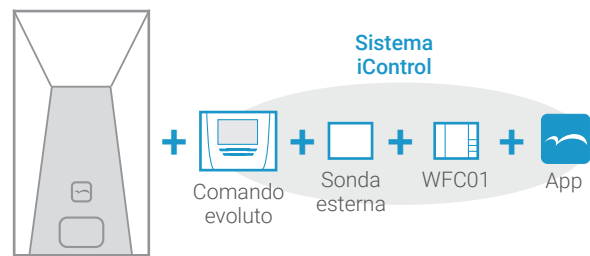 Sistema
iControl
Comando
evoluto
Sonda
esterna
WFC01
App